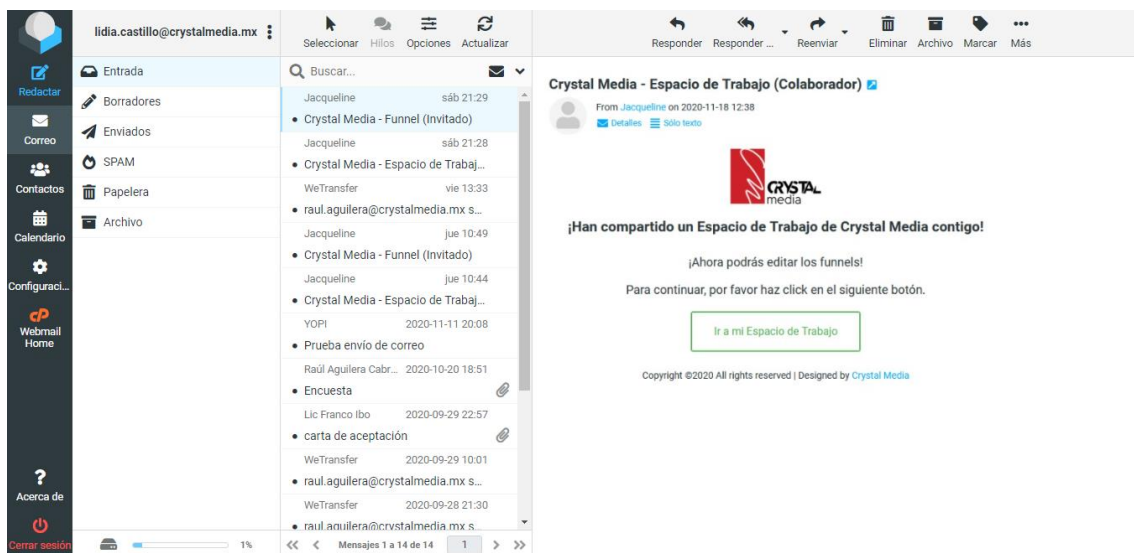 lidia.castillo@crystalmedia.mx
Redactar
Correo
Contactos
Calendario
Configuraci...
Webmail
Home
Acerca de
Cerrar sesión
Entrada
Borradores
Enviados
SPAM
Papelera
Archivo
1%
Seleccionar Hilos Opciones Actualizar
Buscar...
Jacqueline sáb 21:29
Crystal Media - Funnel (Invitado)
Jacqueline sáb 21:28
Crystal Media - Espacio de Trabaj...
WeTransfer vie 13:33
raul.aguilera@crystalmedia.mx s...
Jacqueline jue 10:49
Crystal Media - Funnel (Invitado)
Jacqueline jue 10:44
Crystal Media - Espacio de Trabaj...
YOPI 2020-11-11 20:08
Prueba envío de correo
Raúl Aguilera Cabr... 2020-10-20 18:51
Encuesta
Lic Franco Ibo 2020-09-29 22:57
carta de aceptación
WeTransfer 2020-09-29 10:01
raul.aguilera@crystalmedia.mx s...
WeTransfer 2020-09-28 21:30
raul.aguilera@crystalmedia.mx s...
Mensajes 1 a 14 de 14 1
Responder Responder ... Reenviar Eliminar Archivo Marcar Más
Crystal Media - Espacio de Trabajo (Colaborador)
From Jacqueline on 2020-11-18 12:38
Detalles Sólo texto
CRYSTAL
media
¡Han compartido un Espacio de Trabajo de Crystal Media contigo!
¡Ahora podrás editar los funnels!
Para continuar, por favor haz click en el siguiente botón.
Ir a mi Espacio de Trabajo
Copyright ©2020 All rights reserved | Designed by Crystal Media